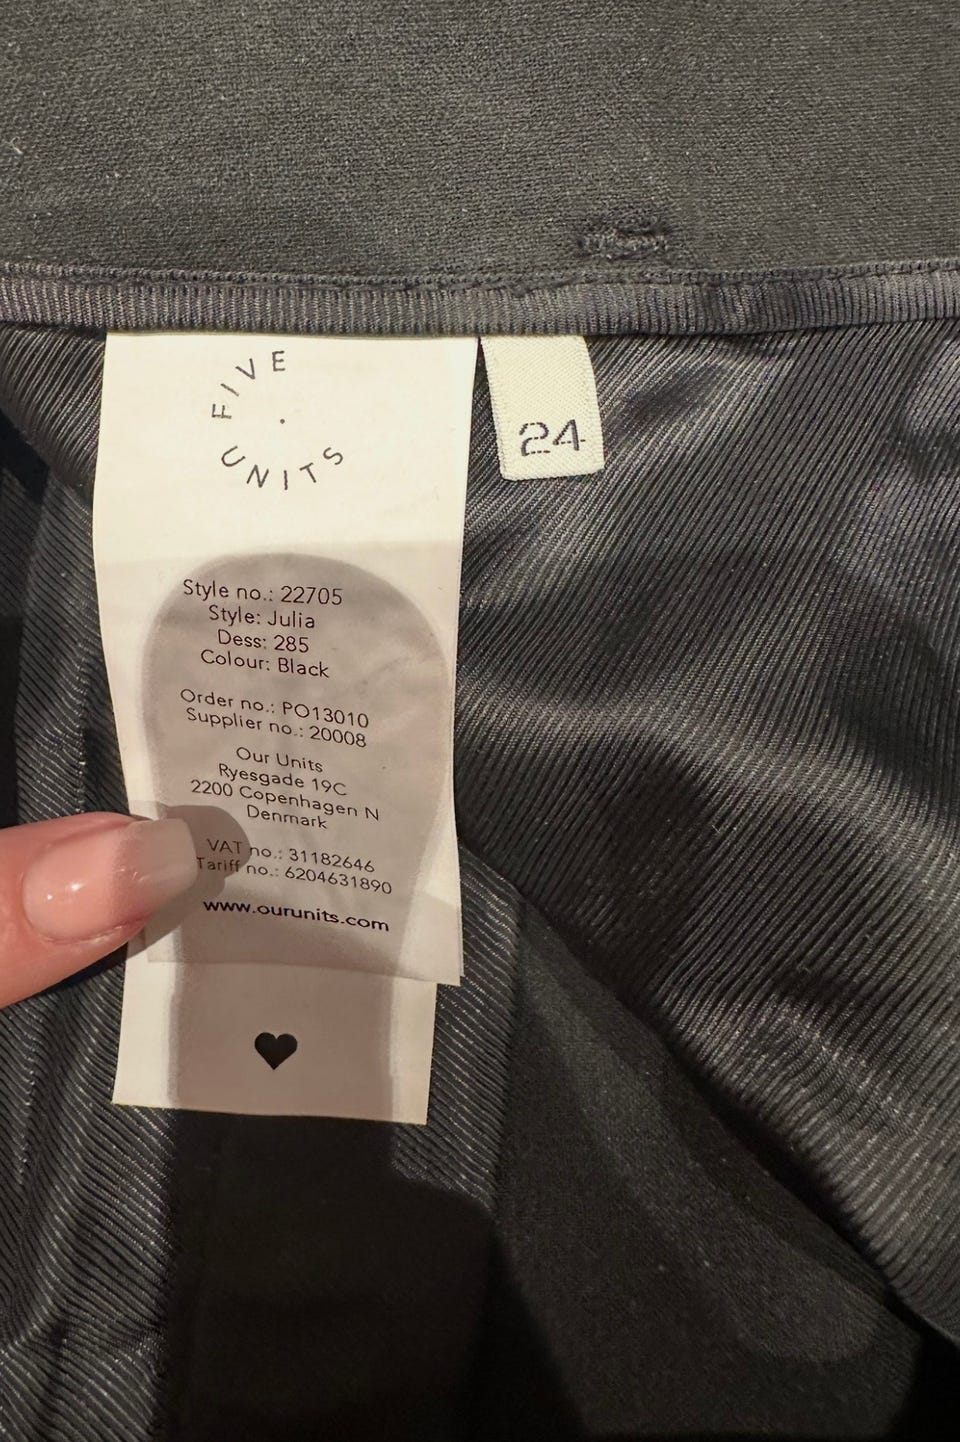 FIVE
UNITS
24
Style no.: 22705
Style: Julia
Dess: 285
Colour: Black
Order no.: PO13010
Supplier no.: 20008
Our Units
Ryesgade 19C
2200 Copenhagen N
Denmark
VAT no.: 31182646
Tariff no.: 6204631890
www.ourunits.com